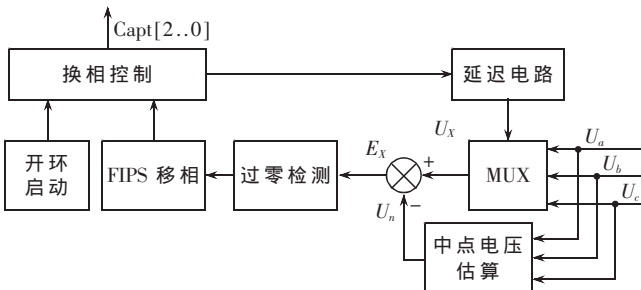 Capt[2..0]
换相控制
延迟电路
开环
启动
FIPS 移相
过零检测
E_X
U_X
+
−
U_n
MUX
U_a
U_b
U_c
中点电压
估算